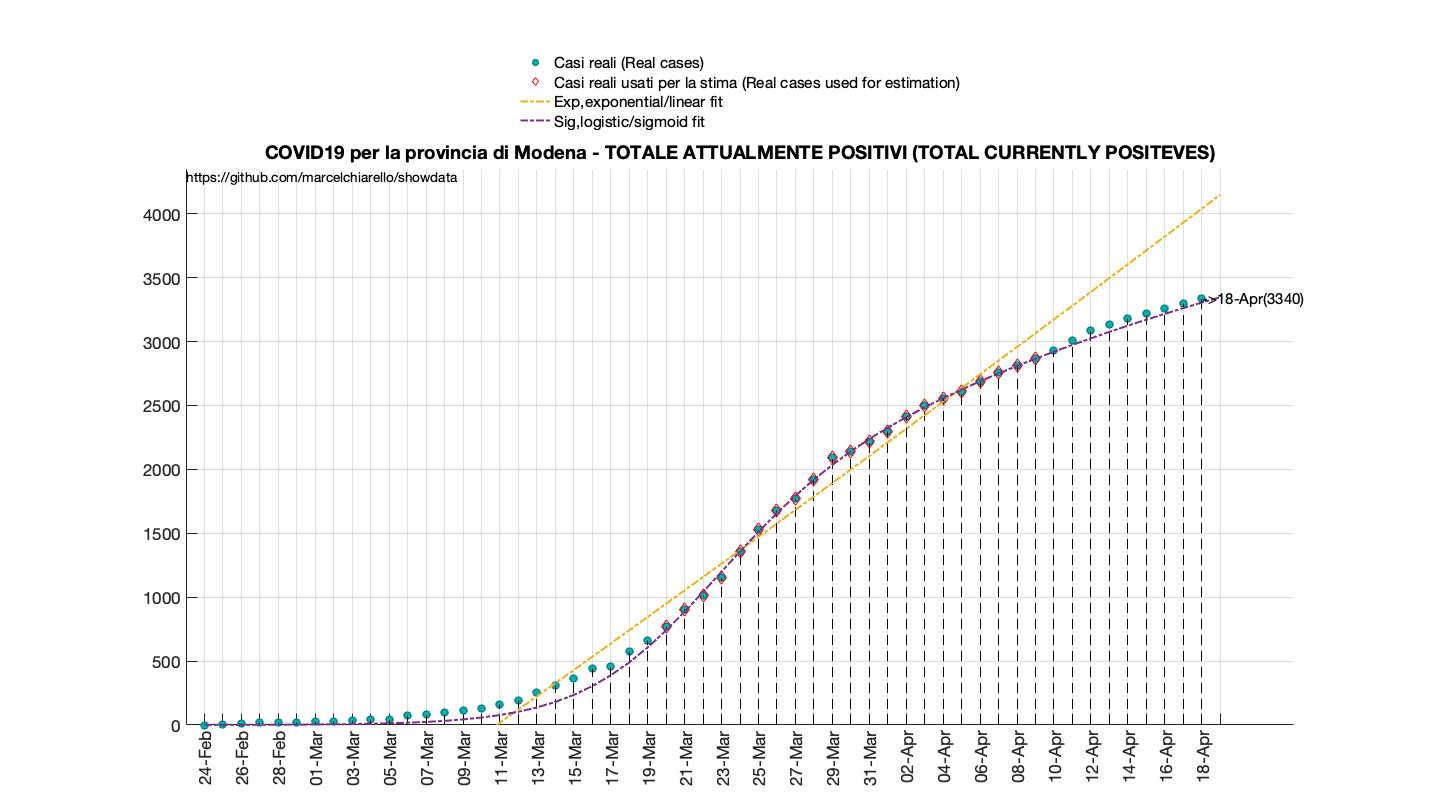 Casi reali (Real cases)
Casi reali usati per la stima (Real cases used for estimation)
Exp,exponential/linear fit
Sig,logistic/sigmoid fit
COVID19 per la provincia di Modena - TOTALE ATTUALMENTE POSITIVI (TOTAL CURRENTLY POSITEVES)
https://github.com/marcelchiarello/showdata
4000
3500
3000
2500
2000
1500
1000
500
0
->18-Apr(3340)
24-Feb
26-Feb
28-Feb
01-Mar
03-Mar
05-Mar
07-Mar
09-Mar
11-Mar
13-Mar
15-Mar
17-Mar
19-Mar
21-Mar
23-Mar
25-Mar
27-Mar
29-Mar
31-Mar
02-Apr
04-Apr
06-Apr
08-Apr
10-Apr
12-Apr
14-Apr
16-Apr
18-Apr